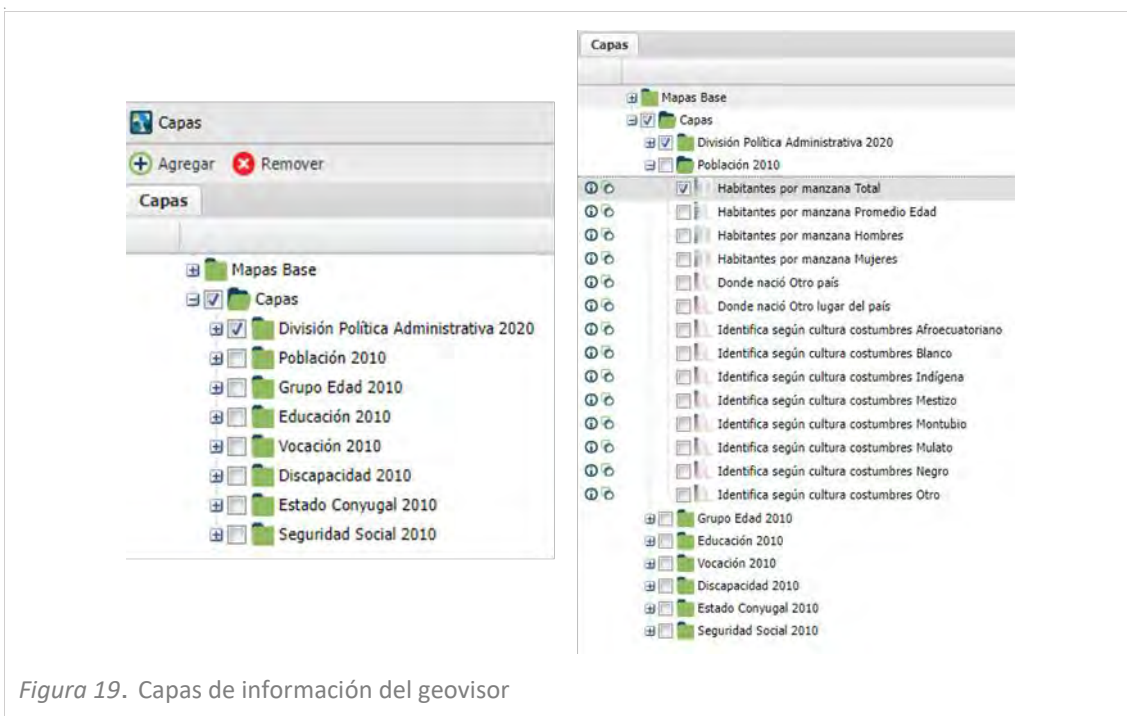 Capas
Agregar Remover
Capas
Mapas Base
Capas
División Política Administrativa 2020
Población 2010
Grupo Edad 2010
Educación 2010
Vocación 2010
Discapacidad 2010
Estado Conyugal 2010
Seguridad Social 2010
Capas
Mapas Base
Capas
División Política Administrativa 2020
Población 2010
Habitantes por manzana Total
Habitantes por manzana Promedio Edad
Habitantes por manzana Hombres
Habitantes por manzana Mujeres
Donde nació Otro país
Donde nació Otro lugar del país
Identifica según cultura costumbres Afroecuatoriano
Identifica según cultura costumbres Blanco
Identifica según cultura costumbres Indígena
Identifica según cultura costumbres Mestizo
Identifica según cultura costumbres Montubio
Identifica según cultura costumbres Mulato
Identifica según cultura costumbres Negro
Identifica según cultura costumbres Otro
Grupo Edad 2010
Educación 2010
Vocación 2010
Discapacidad 2010
Estado Conyugal 2010
Seguridad Social 2010
Figura 19. Capas de información del geovisor